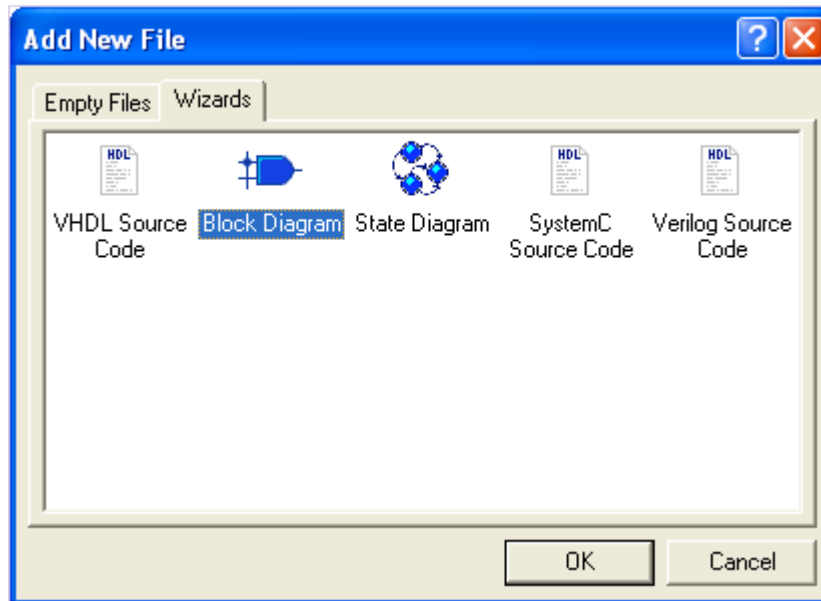 Add New File
?
Empty Files
Wizards
HDL
HDL
HDL
VHDL Source
Code
Block Diagram
State Diagram
SystemC
Source Code
Verilog Source
Code
OK
Cancel